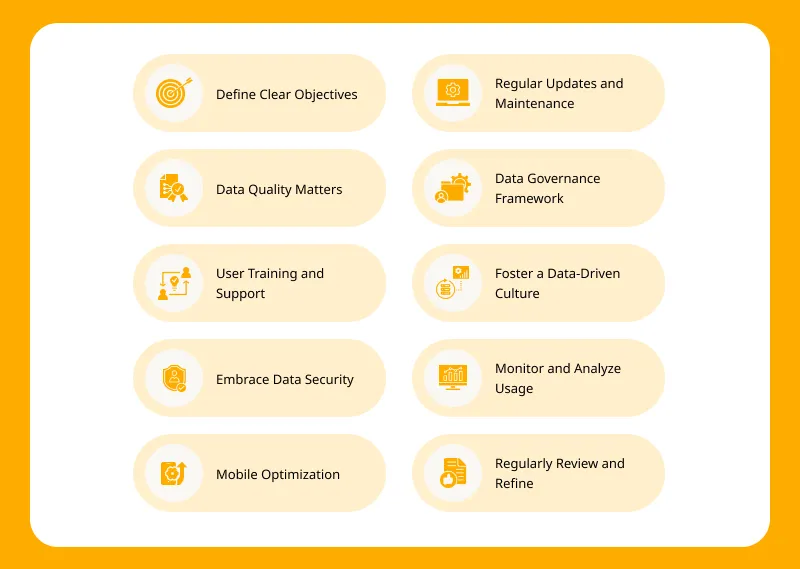 Define Clear Objectives
Data Quality Matters
User Training and
Support
Embrace Data Security
Mobile Optimization
Regular Updates and
Maintenance
Data Governance
Framework
Foster a Data-Driven
Culture
Monitor and Analyze
Usage
Regularly Review and
Refine